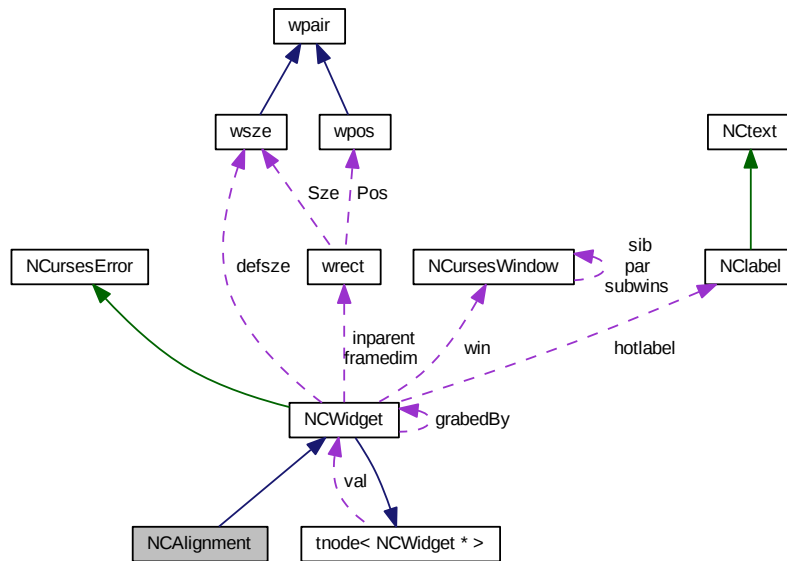 wpair
wsze
wpos
NCtext
Sze
Pos
NCursesError
defsze
wrect
NCursesWindow
sib
par
subwins
NClabel
inparent
framedim
win
hotlabel
NCWidget
grabedBy
val
NCAlignment
tnode< NCWidget * >